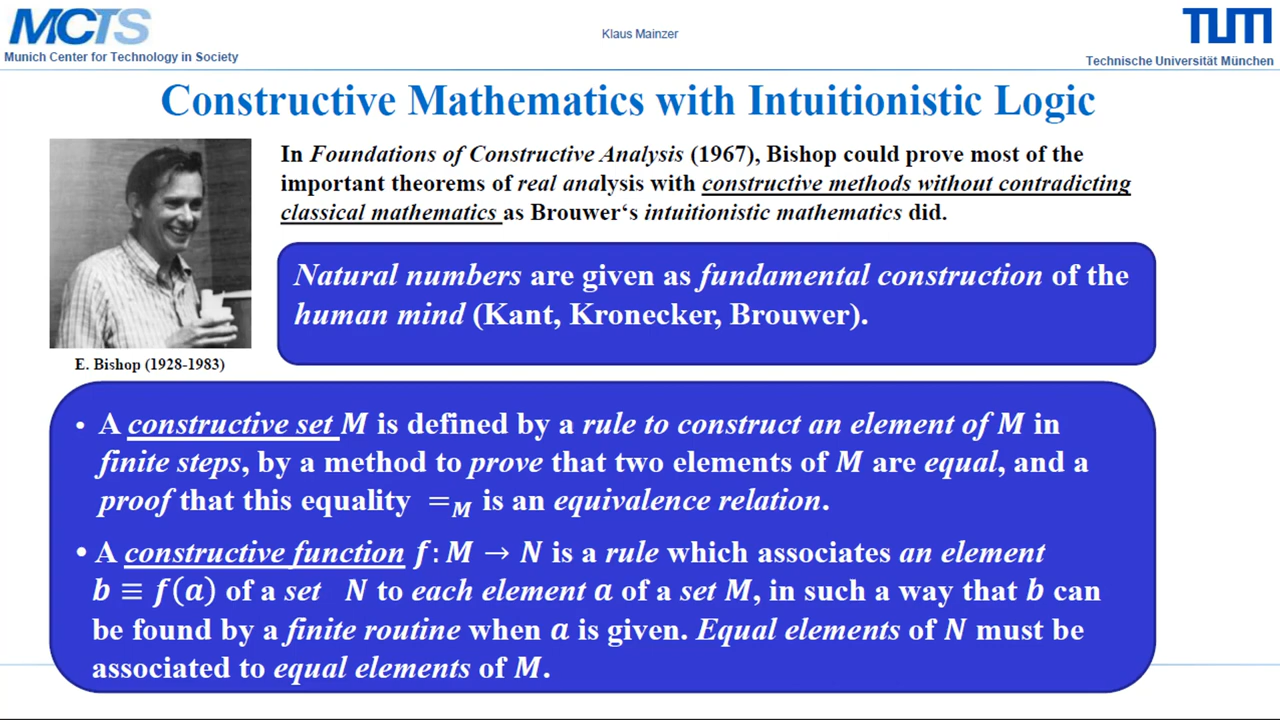 MCTS
Munich Center for Technology in Society
Klaus Mainzer
TUM
Technische Universität München
Constructive Mathematics with Intuitionistic Logic
In Foundations of Constructive Analysis (1967), Bishop could prove most of the
important theorems of real analysis with constructive methods without contradicting
classical mathematics as Brouwer‘s intuitionistic mathematics did.
Natural numbers are given as fundamental construction of the
human mind (Kant, Kronecker, Brouwer).
E. Bishop (1928-1983)
• A constructive set M is defined by a rule to construct an element of M in
finite steps, by a method to prove that two elements of M are equal, and a
proof that this equality =_M is an equivalence relation.
• A constructive function f: M → N is a rule which associates an element
b ≡ f(a) of a set N to each element a of a set M, in such a way that b can
be found by a finite routine when a is given. Equal elements of N must be
associated to equal elements of M.